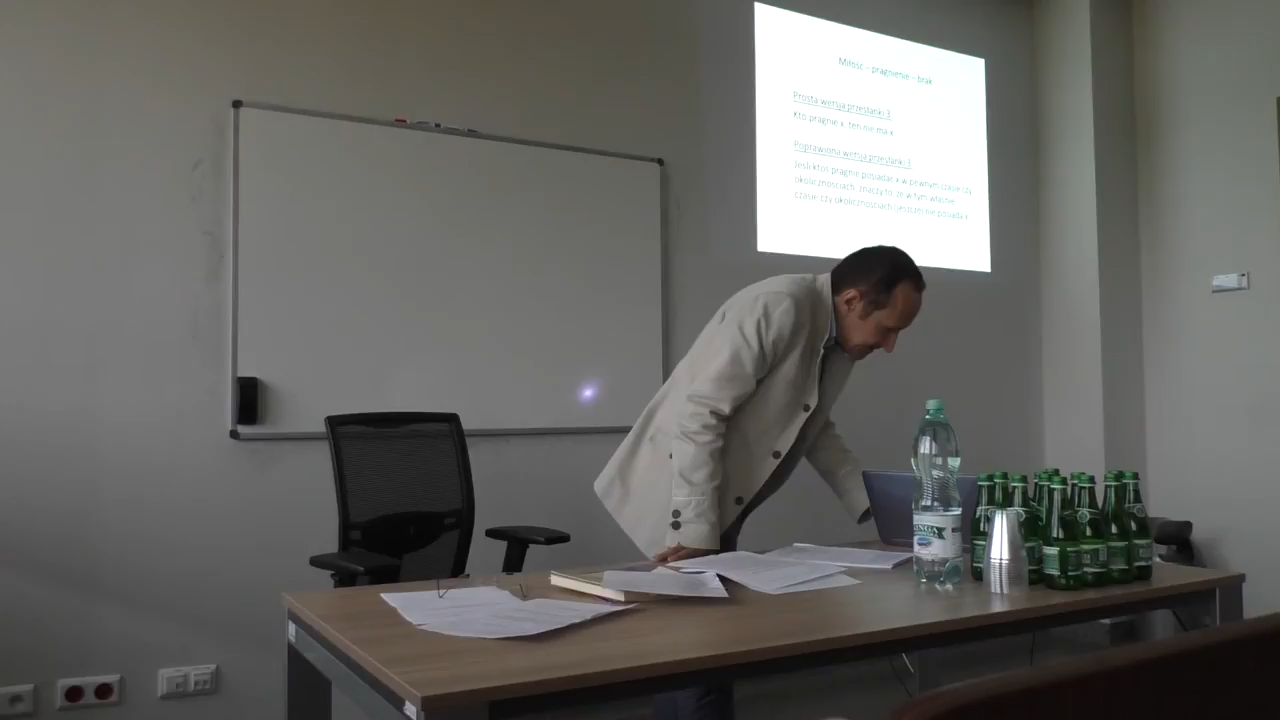 Miłość – pragnienie – brak
Prosta wersja przesłanki 3
Kto pragnie x, ten nie ma x
Poprawiona wersja przesłanki 3
Jeśli ktoś pragnie posiadać x w pewnym czasie czy
okolicznościach, znaczy to, że w tym właśnie
czasie czy okolicznościach jeszcze nie posiada x